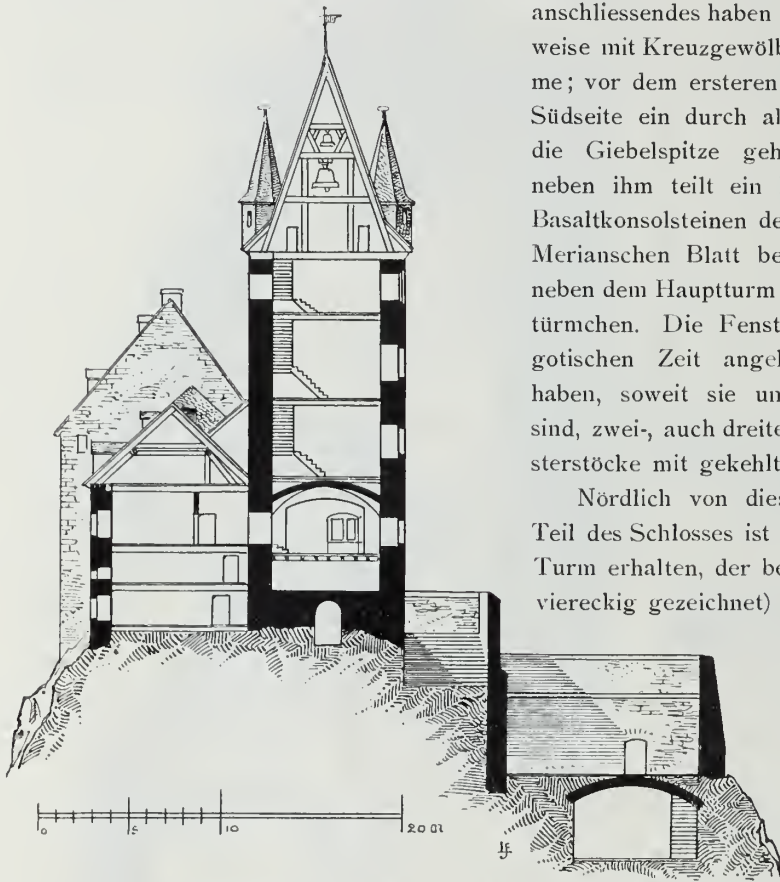 anschliessendes haben
weise mit Kreuzgewölb
me; vor dem ersteren
Südseite ein durch al
die Giebelspitze geh
neben ihm teilt ein
Basaltkonsolsteinen de
Merianschen Blatt be
neben dem Hauptturm
türmchen. Die Fenst
gotischen Zeit angel
haben, soweit sie un
sind, zwei-, auch dreite
sterstöcke mit gekehlt
Nördlich von dies
Teil des Schlosses ist
Turm erhalten, der be
viereckig gezeichnet)
0 5 10 20 m